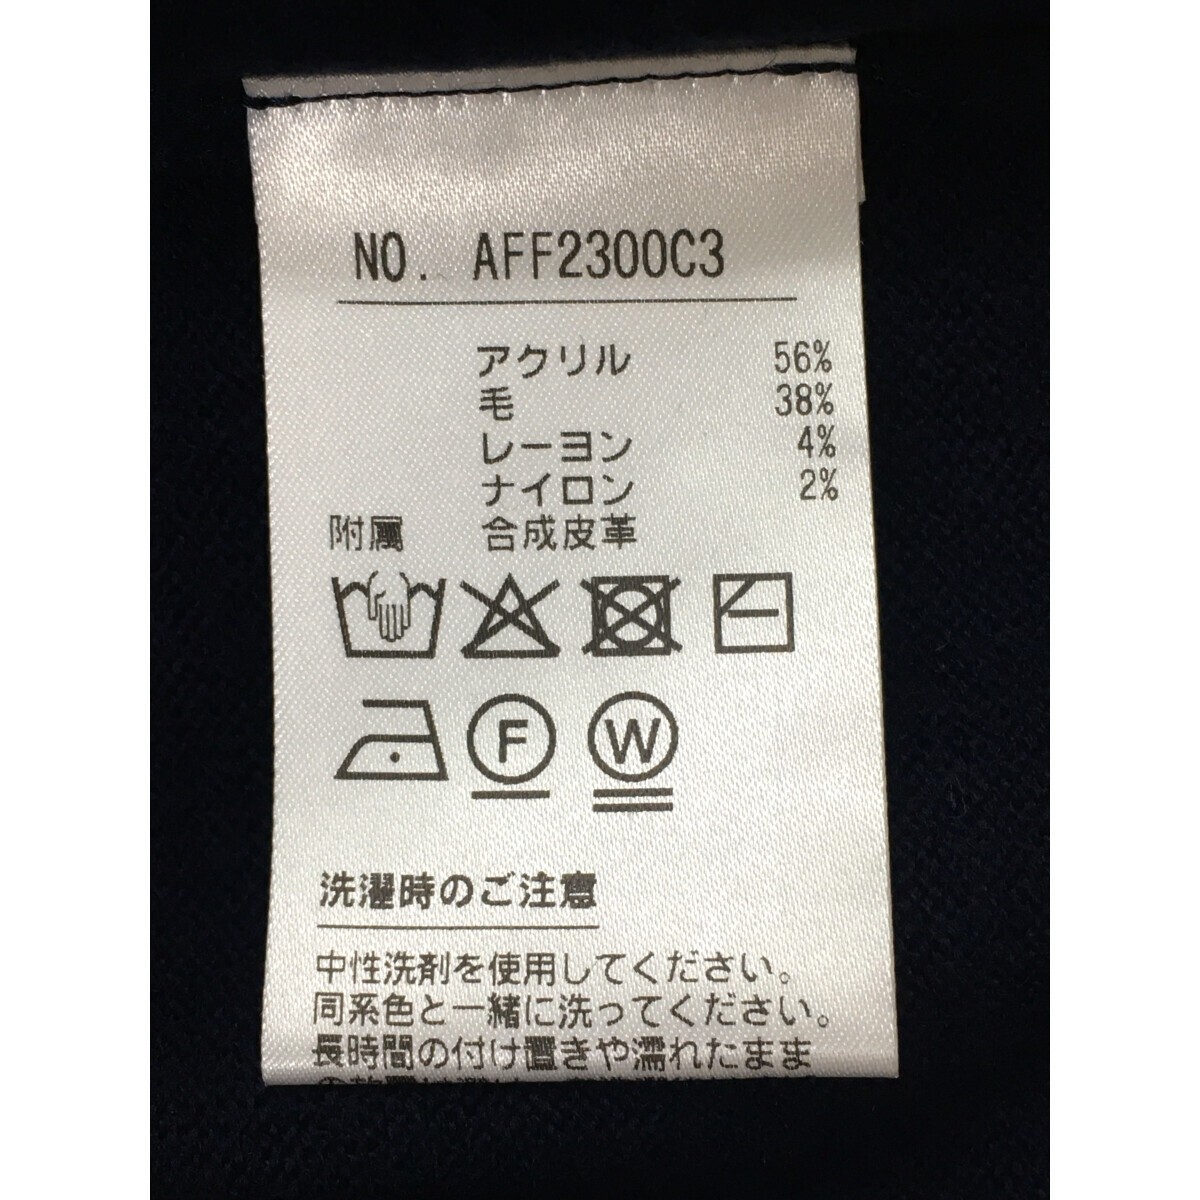 NO. AFF2300C3
アクリル 56%
毛 38%
レーヨン 4%
ナイロン 2%
附属 合成皮革
F W
洗濯時のご注意
中性洗剤を使用してください。
同系色と一緒に洗ってください。
長時間の付け置きや濡れたまま